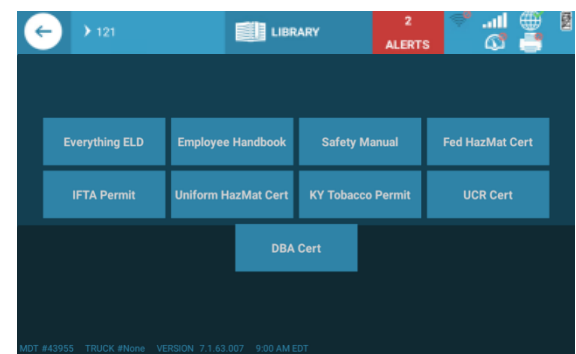 121
LIBRARY
2
ALERTS
Everything ELD
Employee Handbook
Safety Manual
Fed HazMat Cert
IFTA Permit
Uniform HazMat Cert
KY Tobacco Permit
UCR Cert
DBA Cert
MDT #43955 TRUCK #None VERSION 7.1.63.007 9:00 AM EDT